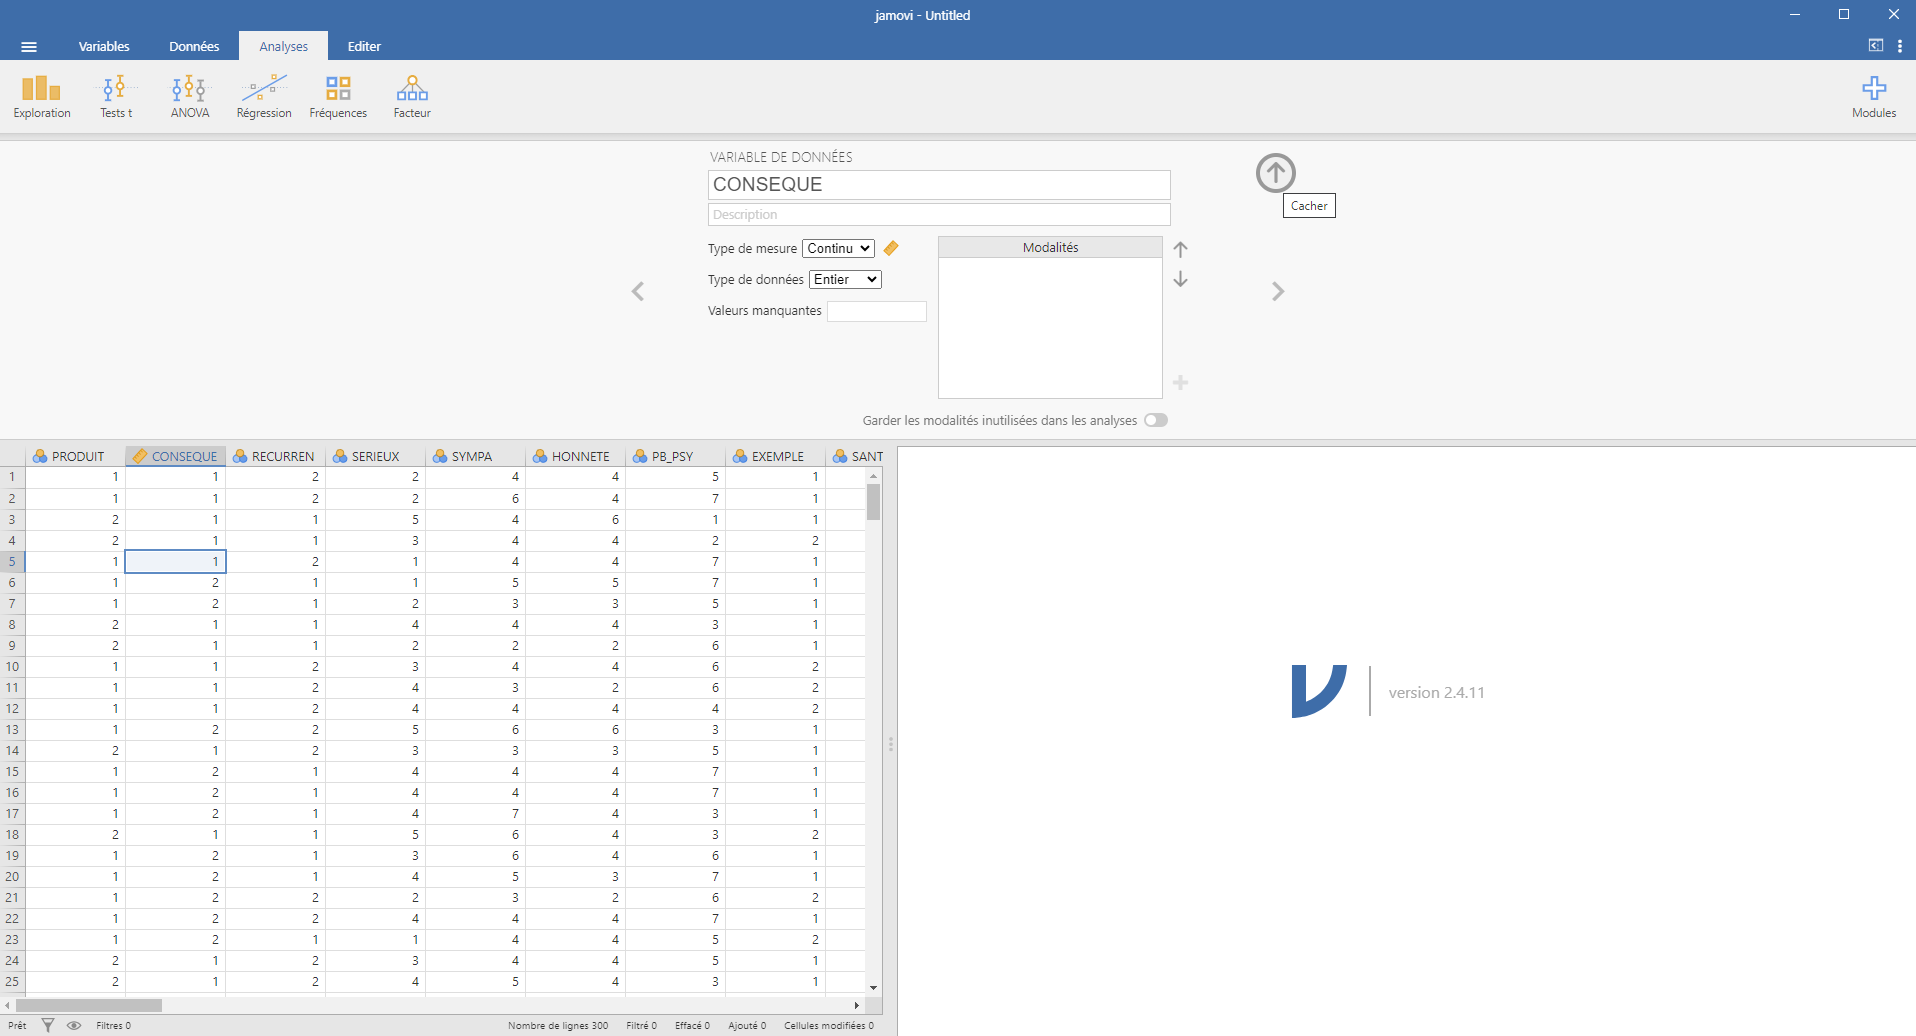 jamovi - Untitled
Variables Données Analyses Editer
Exploration Tests t ANOVA Régression Fréquences Facteur Modules
VARIABLE DE DONNÉES
CONSEQUE
Cacher
Description
Type de mesure Continu Modalités
Type de données Entier
Valeurs manquantes
Garder les modalités inutilisées dans les analyses
PRODUIT CONSEQUE RECURREN SERIEUX SYMPA HONNETE PB_PSY EXEMPLE SANT
1 1 1 2 2 4 4 5 1
2 1 1 2 2 6 4 7 1
3 2 1 1 5 4 6 1 1
4 2 1 1 3 4 4 2 2
5 1 1 2 1 4 4 7 1
6 1 2 1 1 5 5 7 1
7 1 2 1 2 3 3 5 1
8 2 1 1 4 4 4 3 1
9 2 1 1 2 2 2 6 1
10 1 1 2 3 4 4 6 2
11 1 1 2 4 3 2 6 2
version 2.4.11
12 1 1 2 4 4 4 4 2
13 1 2 2 5 6 6 3 1
14 2 1 2 3 3 3 5 1
15 1 2 1 4 4 4 7 1
16 1 2 1 4 4 4 7 1
17 1 2 1 4 7 4 3 1
18 2 1 1 5 6 4 3 2
19 1 2 1 3 6 4 6 1
20 1 2 1 4 5 3 7 1
21 1 2 2 2 3 2 6 2
22 1 2 2 4 4 4 7 1
23 1 2 1 1 4 4 5 2
24 2 1 2 3 4 4 5 1
25 2 1 2 4 5 4 3 1
Prêt Filtres 0 Nombre de lignes 300 Filtré 0 Effacé 0 Ajouté 0 Cellules modifiées 0